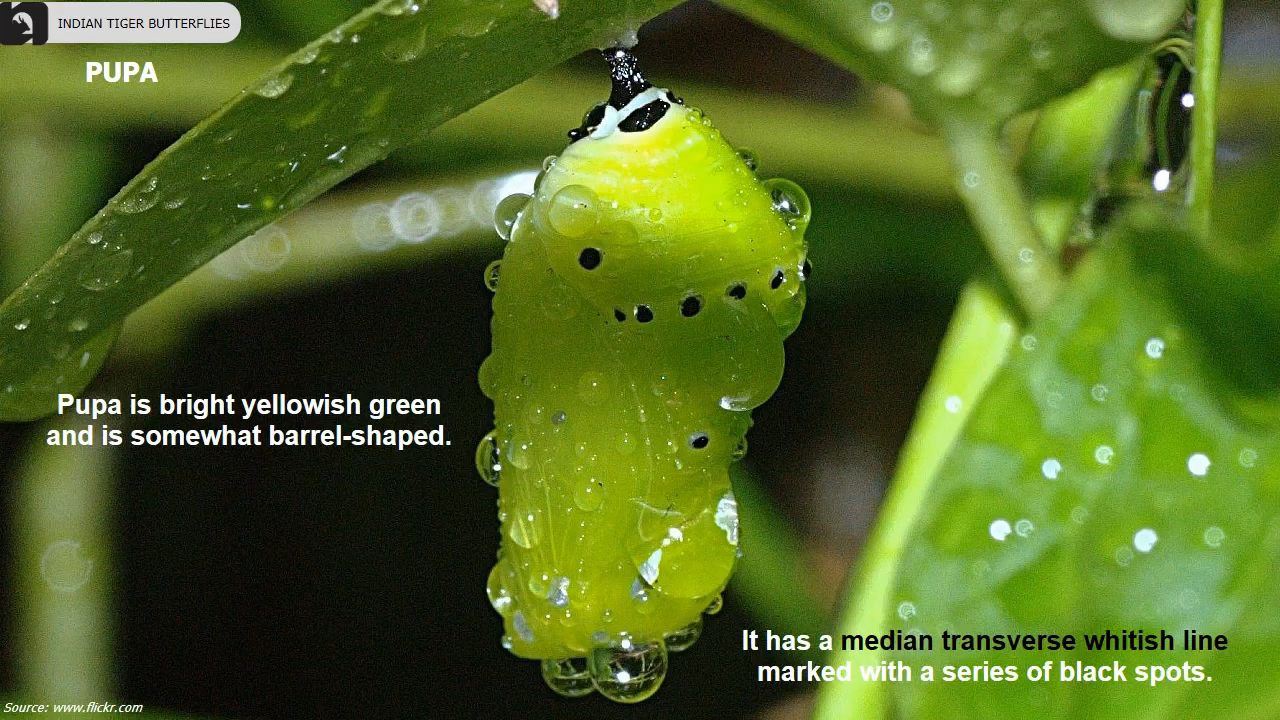 INDIAN TIGER BUTTERFLIES
PUPA
Pupa is bright yellowish green
and is somewhat barrel-shaped.
It has a median transverse whitish line
marked with a series of black spots.
Source: www.flickr.com